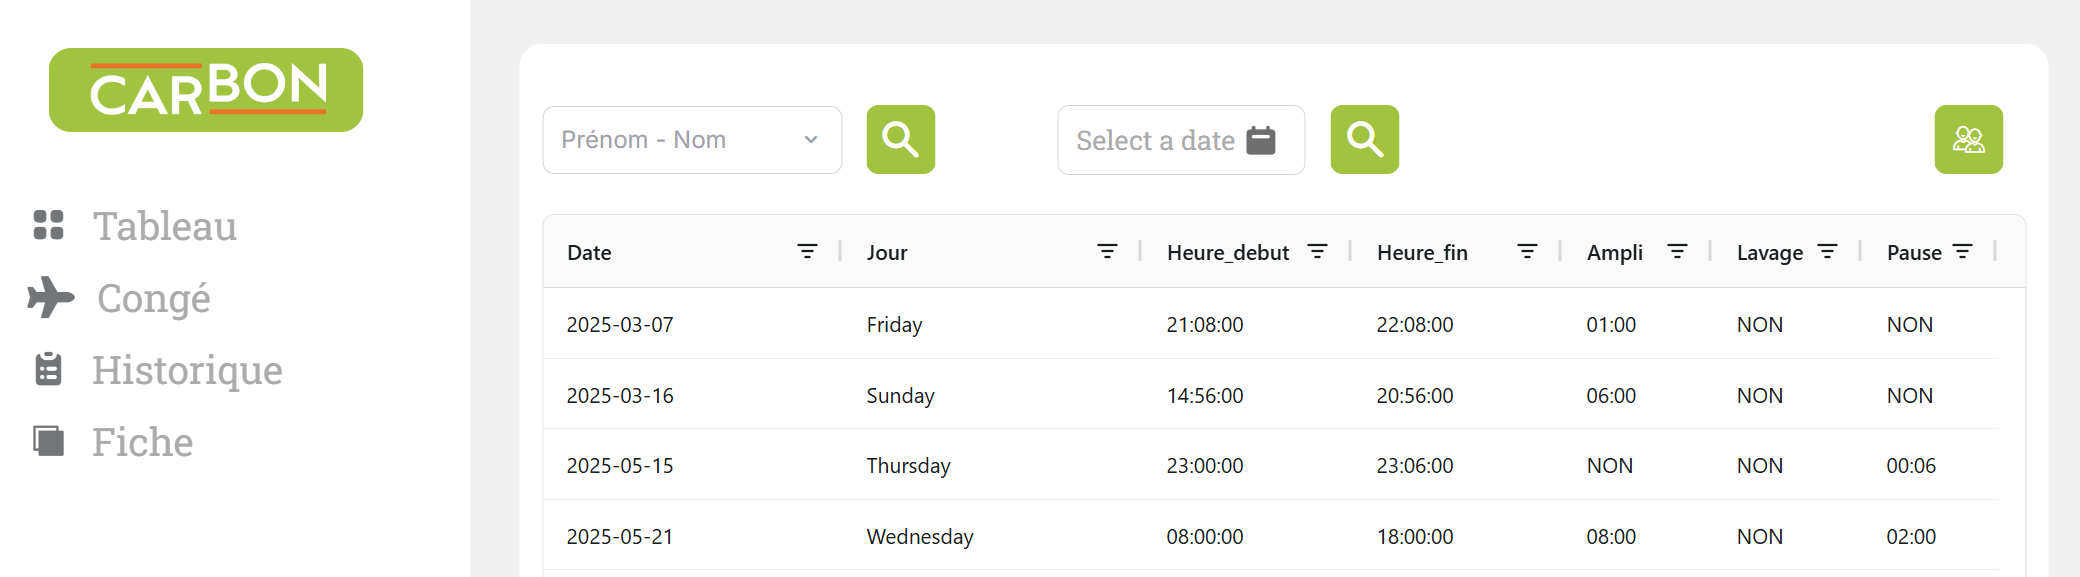 CARBON
Tableau
Congé
Historique
Fiche
Prénom - Nom Select a date
Date Jour Heure_debut Heure_fin Ampli Lavage Pause
2025-03-07 Friday 21:08:00 22:08:00 01:00 NON NON
2025-03-16 Sunday 14:56:00 20:56:00 06:00 NON NON
2025-05-15 Thursday 23:00:00 23:06:00 NON NON 00:06
2025-05-21 Wednesday 08:00:00 18:00:00 08:00 NON 02:00